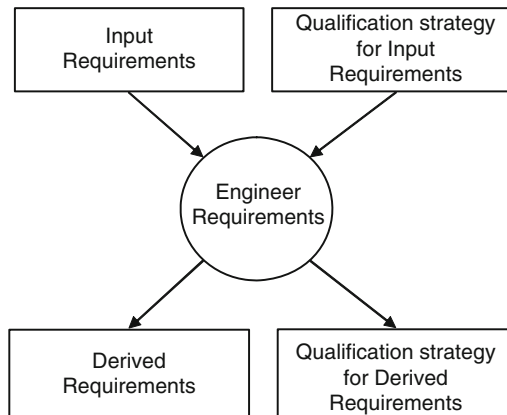 Input
Requirements
Qualification strategy
for Input
Requirements
Engineer
Requirements
Derived
Requirements
Qualification strategy
for Derived
Requirements